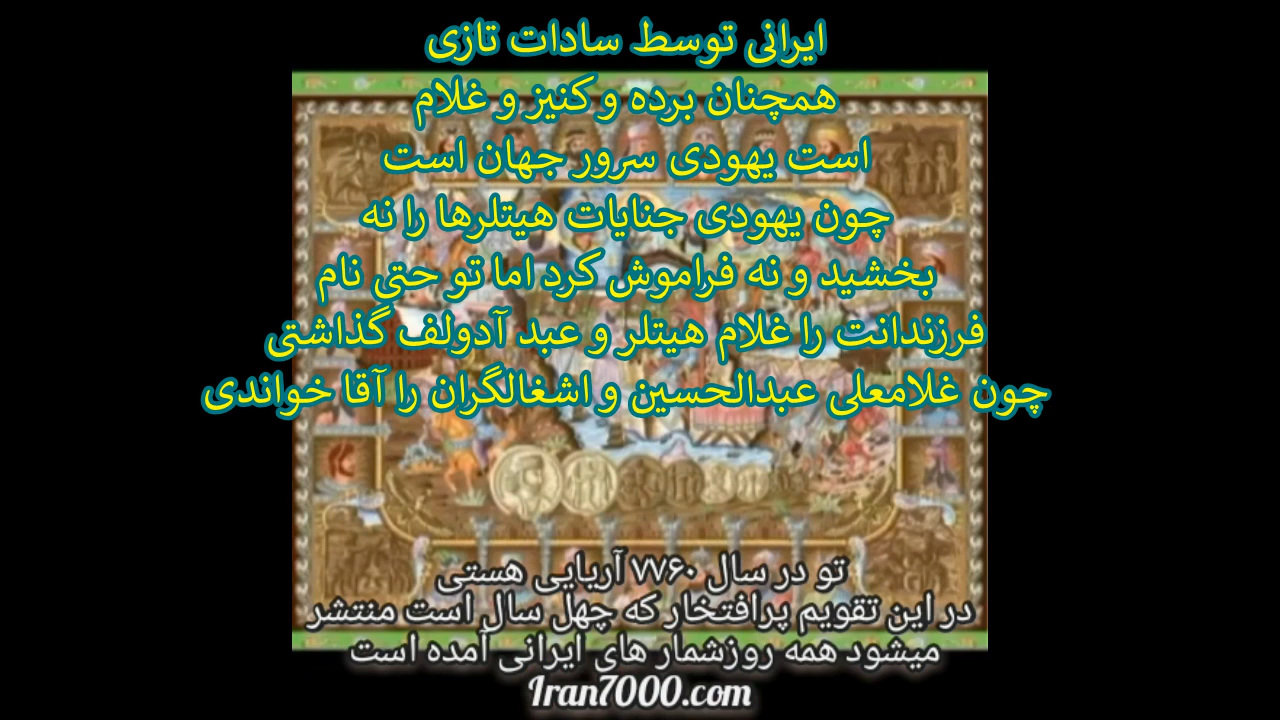 ایرانی توسط سادات تازی
همچنان برده و کنیز و غلام
است یهودی سرور جهان است
چون یهودی جنایات هیتلرها را نه
بخشید و نه فراموش کرد اما تو حتی نام
فرزندانت را غلام هیتلر و عبد آدولف گذاشتی
چون غلامعلی عبدالحسین و اشغالگران را آقا خواندی
تو در سال ۷۷۶۰ آریایی هستی
در این تقویم پرافتخار که چهل سال است منتشر
میشود همه روزشمار های ایرانی آمده است
Iran7000.com